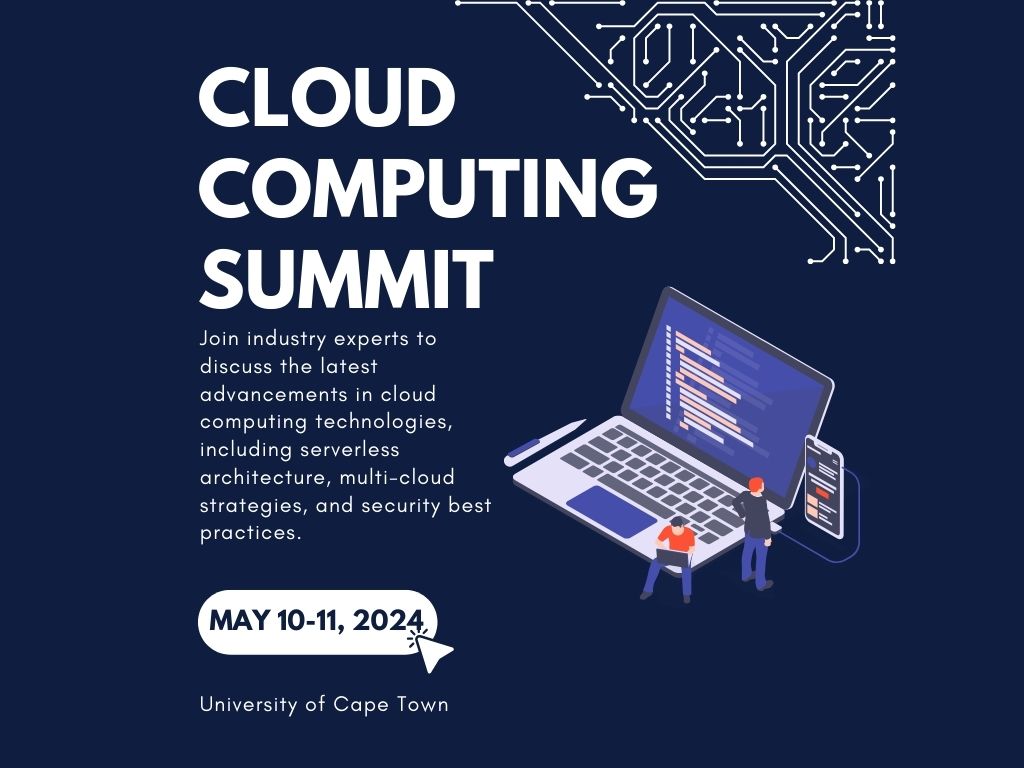 CLOUD
COMPUTING
SUMMIT
Join industry experts to
discuss the latest
advancements in cloud
computing technologies,
including serverless
architecture, multi-cloud
strategies, and security best
practices.
MAY 10-11, 2024
University of Cape Town